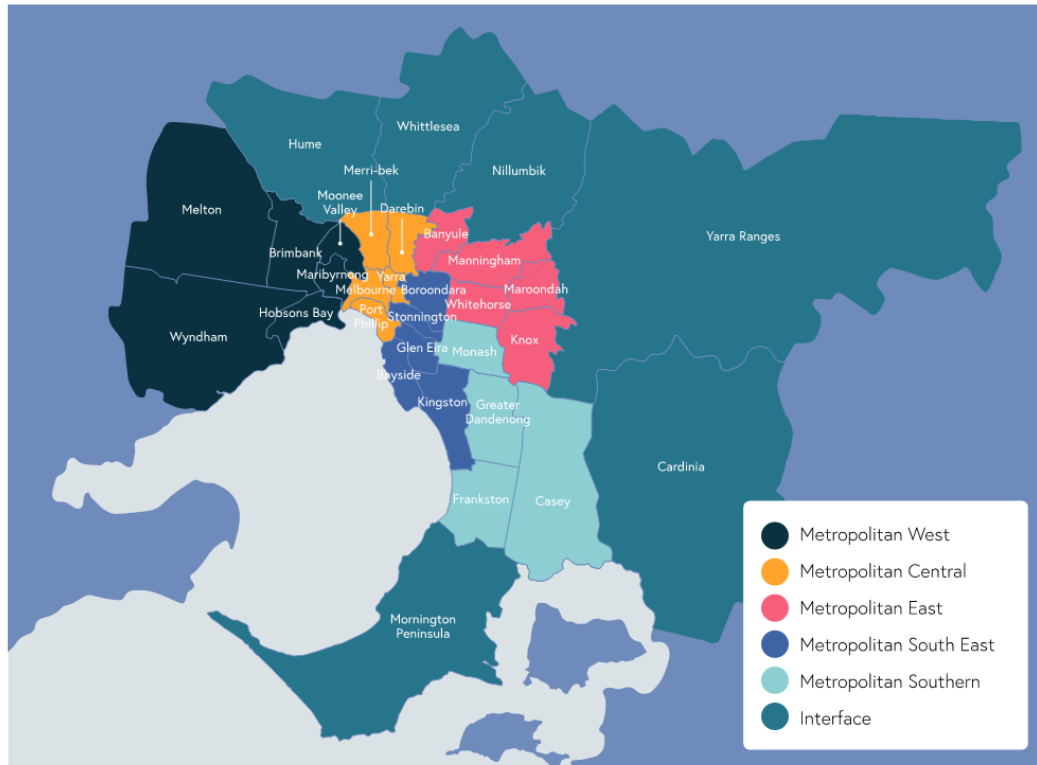 Whittlesea
Hume
Merri-bek
Nillumbik
Moonee
Valley
Darebin
Melton
Banyule
Yarra Ranges
Brimbank
Manningham
Maribyrnong
Yarra
Melbourne
Boroondara
Maroondah
Whitehorse
Hobsons Bay
Port
Phillip
Stonnington
Wyndham
Knox
Glen Eira
Monash
Bayside
Kingston
Greater
Dandenong
Cardinia
Frankston
Casey
Mornington
Peninsula
Metropolitan West
Metropolitan Central
Metropolitan East
Metropolitan South East
Metropolitan Southern
Interface